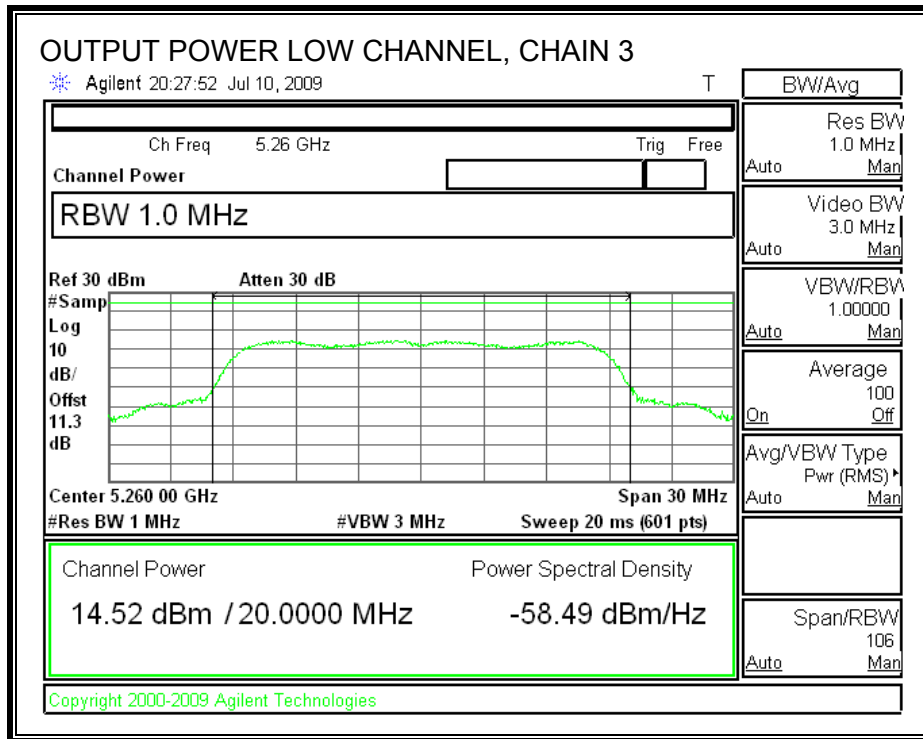 OUTPUT POWER LOW CHANNEL, CHAIN 3
Agilent 20:27:52 Jul 10, 2009 T
Ch Freq 5.26 GHz Trig Free
Channel Power
RBW 1.0 MHz
Ref 30 dBm Atten 30 dB
#Samp
Log
10
dB/
Offst
11.3
dB
Center 5.260 00 GHz Span 30 MHz
#Res BW 1 MHz #VBW 3 MHz Sweep 20 ms (601 pts)
Channel Power Power Spectral Density
14.52 dBm / 20.0000 MHz -58.49 dBm/Hz
Copyright 2000-2009 Agilent Technologies
BW/Avg
Res BW
1.0 MHz
Auto Man
Video BW
3.0 MHz
Auto Man
VBW/RBW
1.00000
Auto Man
Average
100
On Off
Avg/VBW Type
Pwr (RMS)
Auto Man
Span/RBW
106
Auto Man